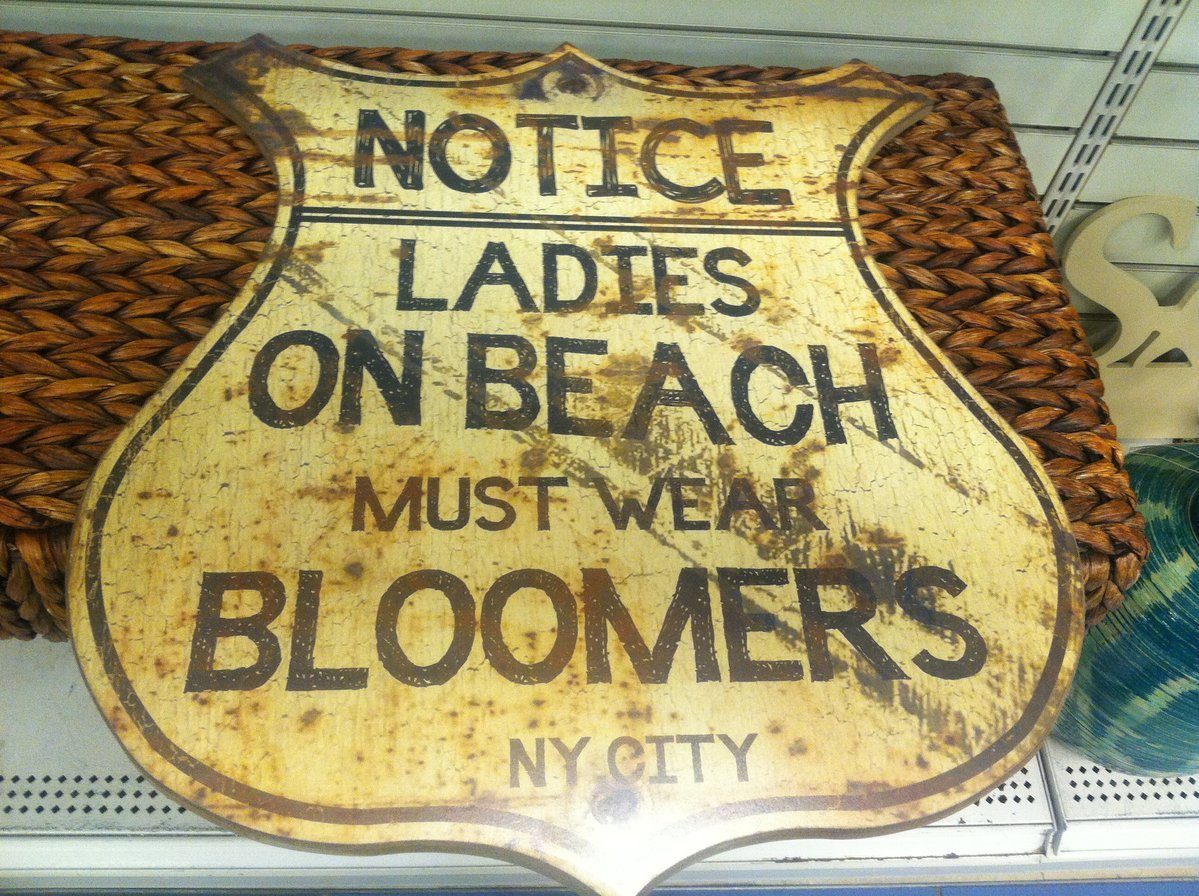 NOTICE
LADIES
ON BEACH
MUST WEAR
BLOOMERS
NY CITY